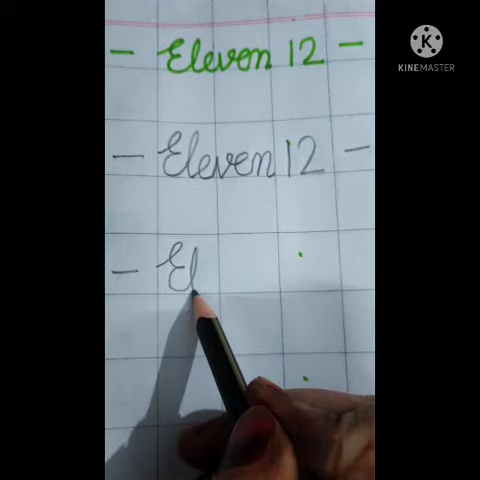 - Eleven 12 -
- Eleven 12 -
- El
K
KINEMASTER